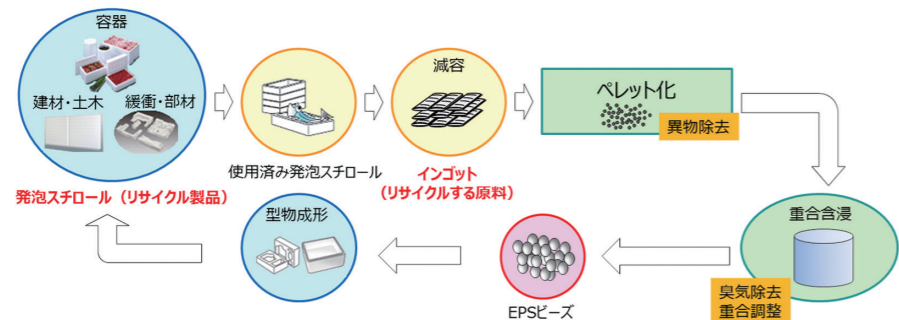 容器
建材・土木 緩衝・部材
発泡スチロール（リサイクル製品）
使用済み発泡スチロール
減容
インゴット
（リサイクルする原料）
ペレット化
異物除去
重合含浸
臭気除去
重合調整
EPSビーズ
型物成形